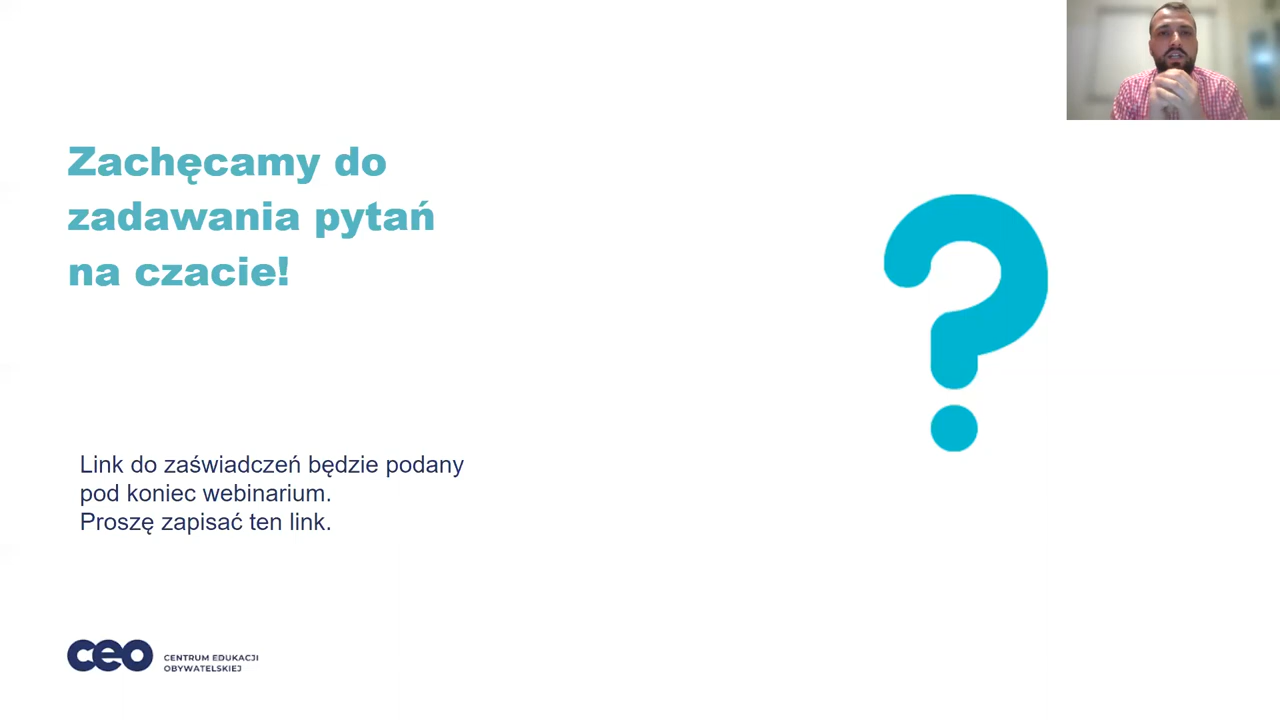 Zachęcamy do
zadawania pytań
na czacie!
Link do zaświadczeń będzie podany
pod koniec webinarium.
Proszę zapisać ten link.
ceo
CENTRUM EDUKACJI
OBYWATELSKIEJ